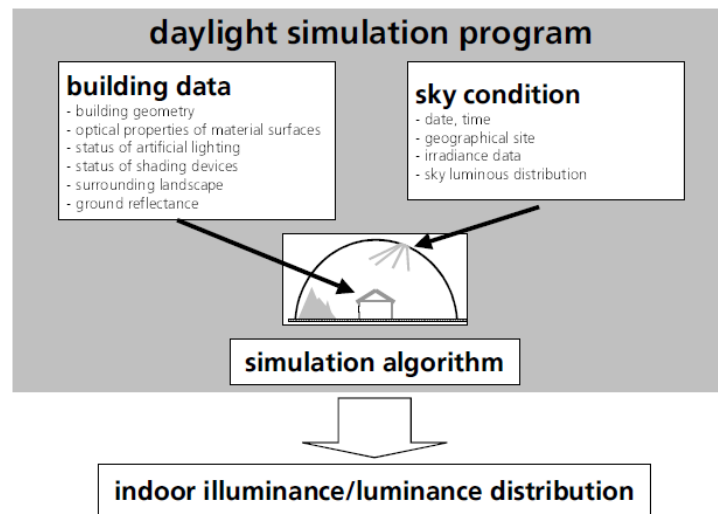 daylight simulation program
building data
- building geometry
- optical properties of material surfaces
- status of artificial lighting
- status of shading devices
- surrounding landscape
- ground reflectance
sky condition
- date, time
- geographical site
- irradiance data
- sky luminous distribution
simulation algorithm
indoor illuminance/luminance distribution